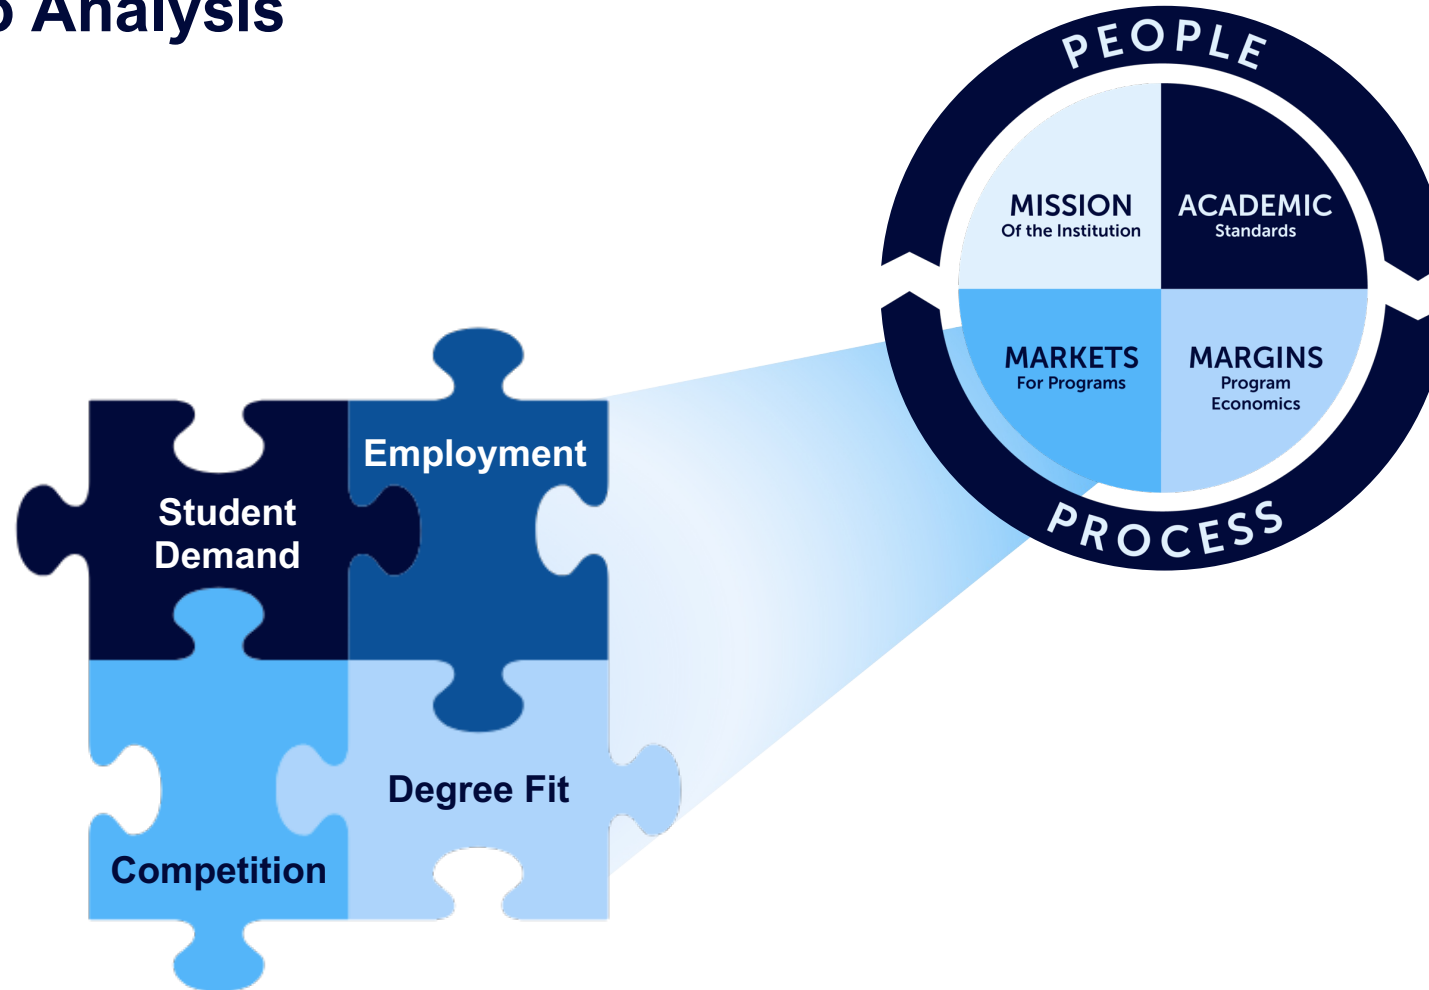 Analysis
PEOPLE
MISSION
Of the Institution
ACADEMIC
Standards
MARKETS
For Programs
MARGINS
Program
Economics
PROCESS
Employment
Student
Demand
Degree Fit
Competition